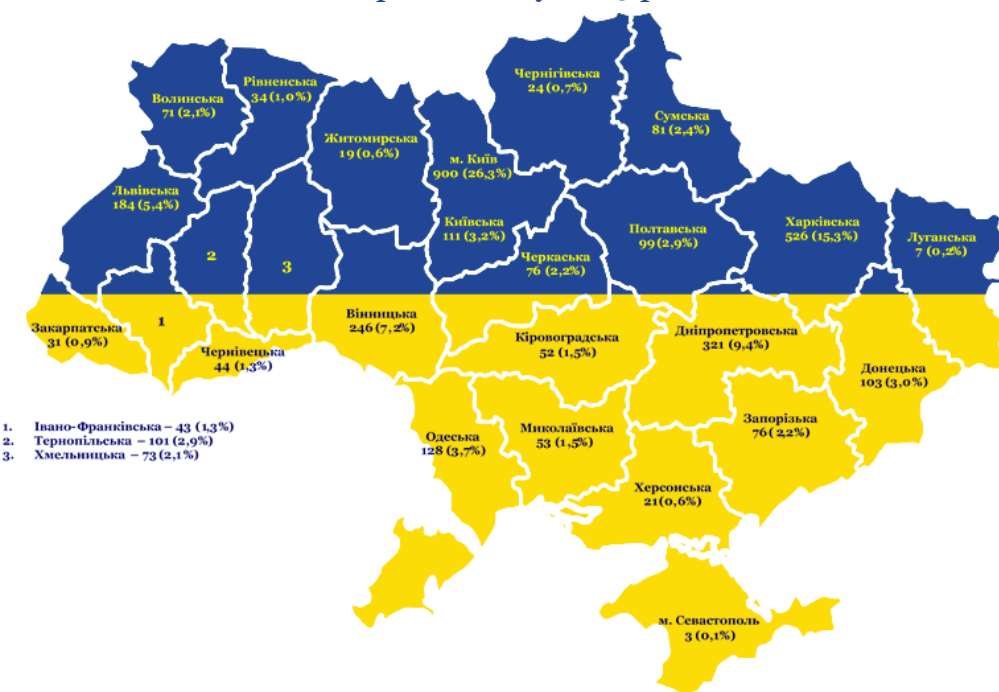 Чернігівська
24 (0,7%)
Рівненська
34 (1,0%)
Волинська
71 (2,1%)
Сумська
81 (2,4%)
Житомирська
19 (0,6%)
м. Київ
900 (26,3%)
Львівська
184 (5,4%)
Київська
111 (3,2%)
Полтавська
99 (2,9%)
Харківська
526 (15,3%)
Луганська
7 (0,2%)
Черкаська
76 (2,2%)
2
3
1
Закарпатська
31 (0,9%)
Вінницька
246 (7,2%)
Чернівецька
44 (1,3%)
Кіровоградська
52 (1,5%)
Дніпропетровська
321 (9,4%)
Донецька
103 (3,0%)
Запорізька
76 (2,2%)
1. Івано-Франківська – 43 (1,3%)
2. Тернопільська – 101 (2,9%)
3. Хмельницька – 73 (2,1%)
Одеська
128 (3,7%)
Миколаївська
53 (1,5%)
Херсонська
21 (0,6%)
м. Севастополь
3 (0,1%)